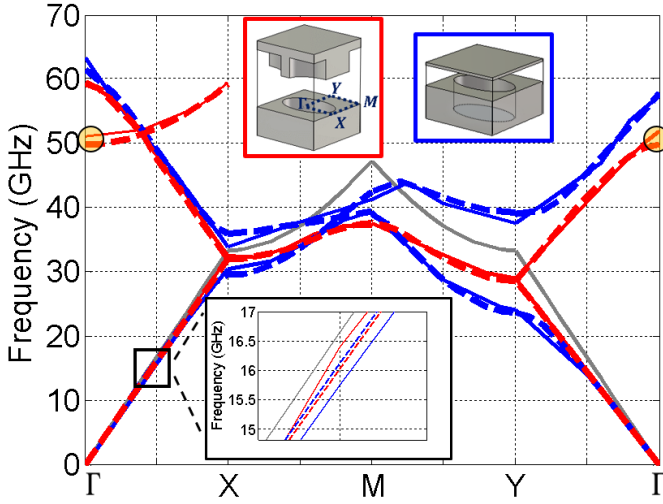 70
60
50
40
30
20
10
0
Frequency (GHz)
Γ
X
M
Y
Γ
Y
Γ
M
X
17
16.5
16
15.5
15
Frequency (GHz)